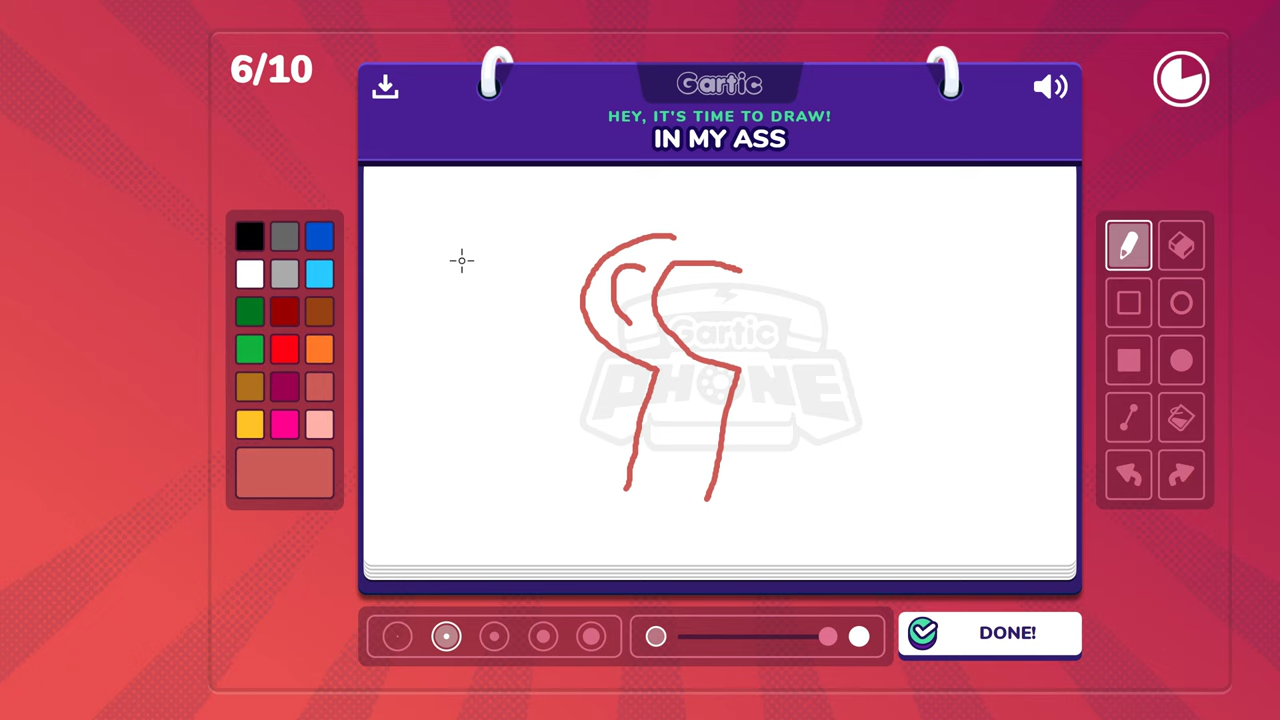 6/10
Gartic
HEY, IT'S TIME TO DRAW!
IN MY ASS
Gartic
PHONE
DONE!